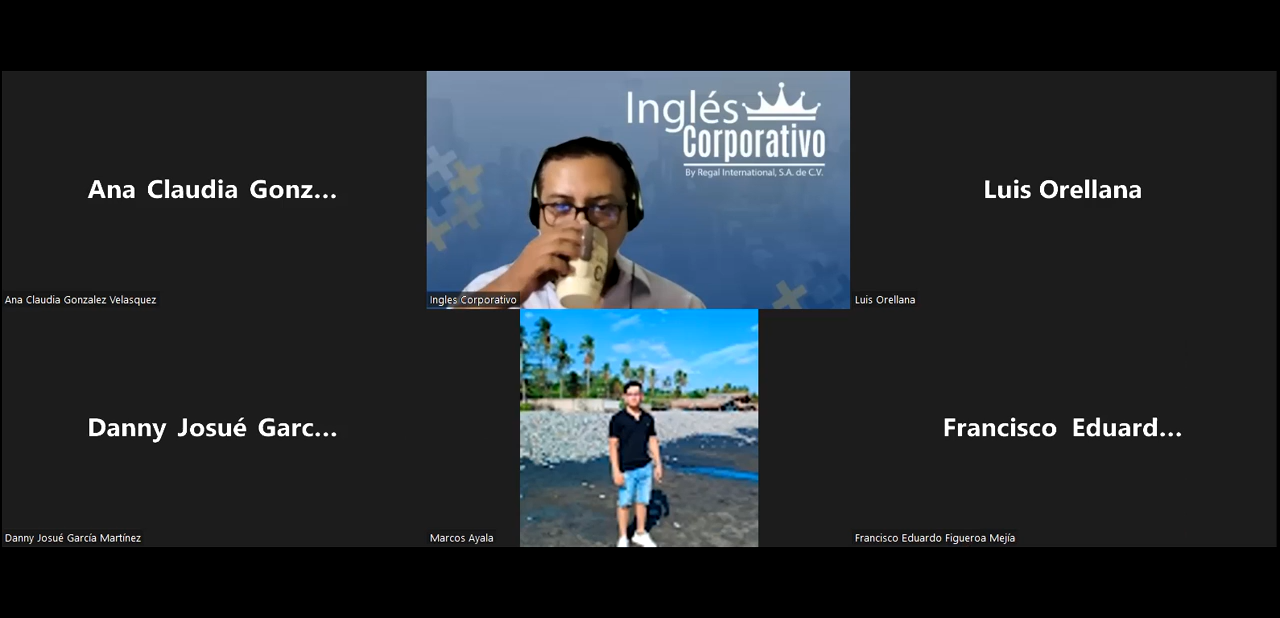 Ana Claudia Gonz...
Ana Claudia Gonzalez Velasquez
Inglés
Corporativo
By Regal International, S.A. de C.V.
Ingles Corporativo
Luis Orellana
Luis Orellana
Danny Josué Garc...
Danny Josué García Martínez
Marcos Ayala
Francisco Eduard...
Francisco Eduardo Figueroa Mejía